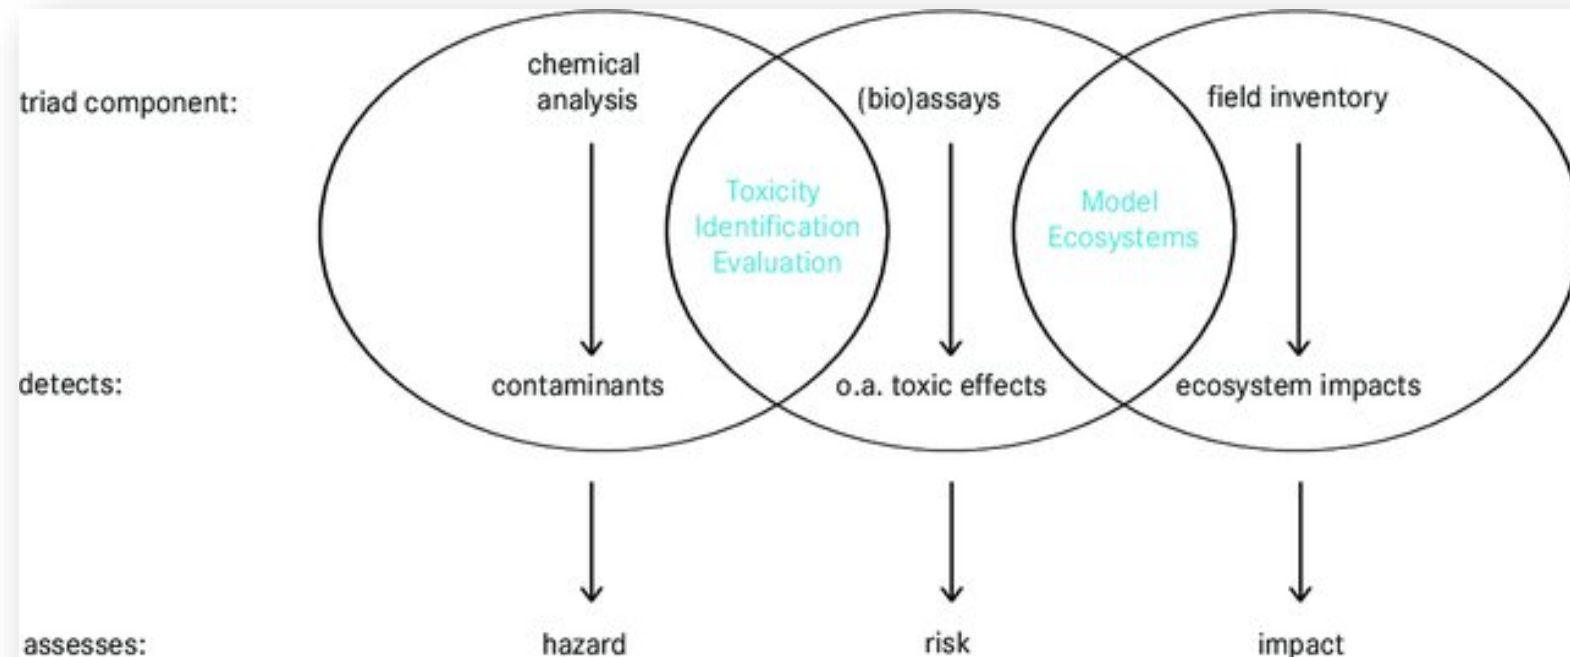 chemical
analysis
triad component:
(bio)assays
field inventory
Toxicity
Identification
Evaluation
Model
Ecosystems
detects:
contaminants
o.a. toxic effects
ecosystem impacts
assesses:
hazard
risk
impact